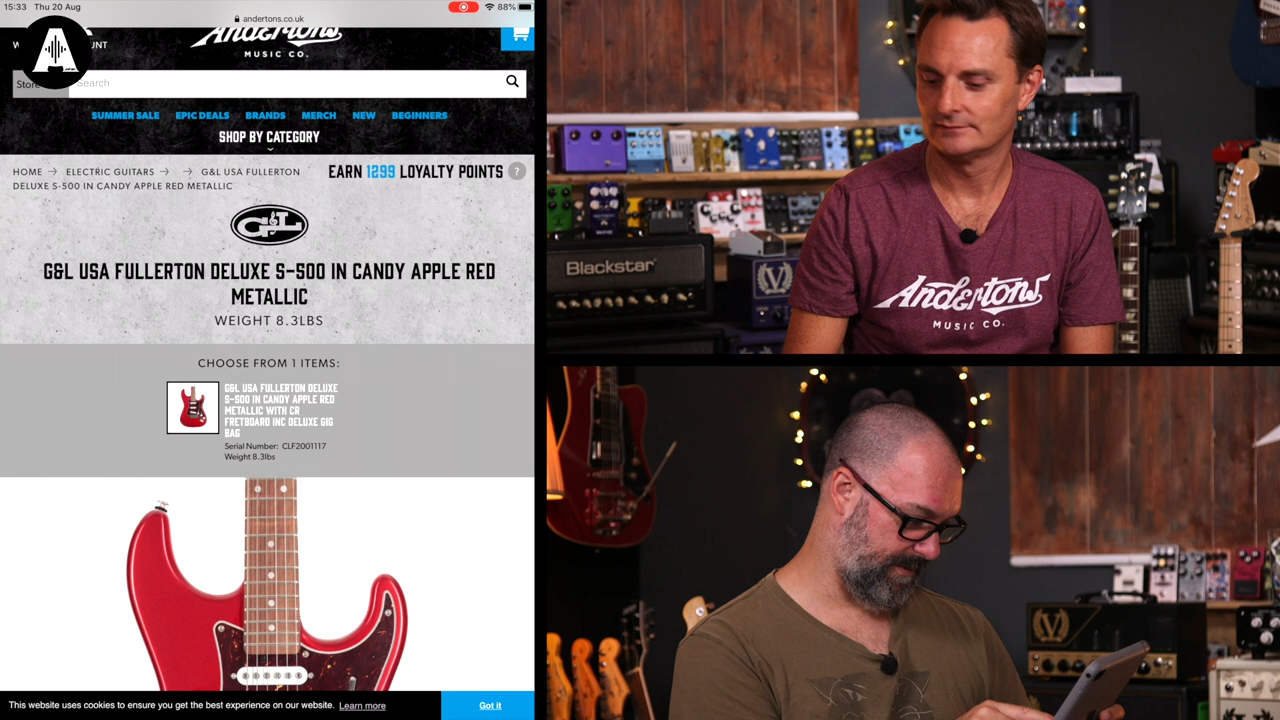 15:33 Thu 20 Aug
88%
andertons.co.uk
Andertons
MUSIC CO.
UNT
Store
Search
SUMMER SALE EPIC DEALS BRANDS MERCH NEW BEGINNERS
SHOP BY CATEGORY
HOME → ELECTRIC GUITARS → → G&L USA FULLERTON
DELUXE S-500 IN CANDY APPLE RED METALLIC
EARN 1299 LOYALTY POINTS ?
G&L
G&L USA FULLERTON DELUXE S-500 IN CANDY APPLE RED
METALLIC
WEIGHT 8.3LBS
CHOOSE FROM 1 ITEMS:
G&L USA FULLERTON DELUXE
S-500 IN CANDY APPLE RED
METALLIC WITH CR
FRETBOARD INC DELUXE GIG
BAG
Serial Number: CLF2001117
Weight 8.3lbs
This website uses cookies to ensure you get the best experience on our website. Learn more
Got it
Blackstar
Andertons
MUSIC CO.